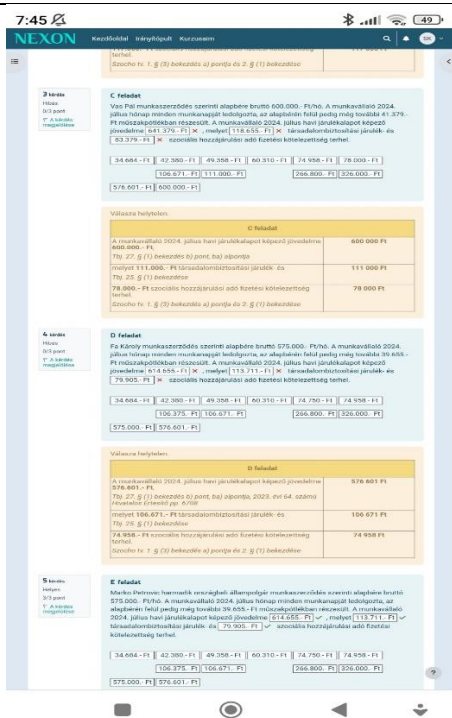 7:45
49
NEXON Kezdőoldal Irányítópult Kurzusaim
111 000 Ft
terhel.
Szocho tv. 1. § (3) bekezdés a) pontja és 2. § (1) bekezdése
3 kérdés
Hibás
0/3 pont
A kérdés megjelölése
C feladat
Vas Pál munkaszerződés szerinti alapbére bruttó 600.000.- Ft/hó. A munkavállaló 2024.
július hónap minden munkanapját ledolgozta, az alapbérén felül pedig még további 41.379.-
Ft műszakpótlékban részesült. A munkavállaló 2024. július havi járulékalapot képező
jövedelme 641.379.- Ft , melyet 118.655.- Ft társadalombiztosítási járulék- és
83.379.- Ft szociális hozzájárulási adó fizetési kötelezettség terhel.
34.684.- Ft 42.380.- Ft 49.358.- Ft 60.310.- Ft 74.958.- Ft 78.000.- Ft
106.671.- Ft 111.000.- Ft 266.800.- Ft 326.000.- Ft
576.601.- Ft 600.000.- Ft
Válasza helytelen.
C feladat
A munkavállaló 2024. július havi járulékalapot képező jövedelme 600 000 Ft
600.000.- Ft,
Tbj. 27. § (1) bekezdés b) pont, ba) alpontja
melyet 111.000.- Ft társadalombiztosítási járulék- és 111 000 Ft
Tbj. 25. § (1) bekezdése
78.000.- Ft szociális hozzájárulási adó fizetési kötelezettség 78 000 Ft
terhel.
Szocho tv. 1. § (3) bekezdés a) pontja és 2. § (1) bekezdése
4 kérdés
Hibás
0/3 pont
A kérdés megjelölése
D feladat
Fa Károly munkaszerződés szerinti alapbére bruttó 575.000.- Ft/hó. A munkavállaló 2024.
július hónap minden munkanapját ledolgozta, az alapbérén felül pedig még további 39.655.-
Ft műszakpótlékban részesült. A munkavállaló 2024. július havi járulékalapot képező
jövedelme 614.655.- Ft , melyet 113.711.- Ft társadalombiztosítási járulék- és
79.905.- Ft szociális hozzájárulási adó fizetési kötelezettség terhel.
34.684.- Ft 42.380.- Ft 49.358.- Ft 60.310.- Ft 74.750.- Ft 74.958.- Ft
106.375.- Ft 106.671.- Ft 266.800.- Ft 326.000.- Ft
575.000.- Ft 576.601.- Ft
Válasza helytelen.
D feladat
A munkavállaló 2024. július havi járulékalapot képező jövedelme 576 601 Ft
576.601.- Ft,
Tbj. 27. § (1) bekezdés b) pont, ba) alpontja, 2023. évi 64. számú
Hivatalos Értesítő pp. 6708
melyet 106.671.- Ft társadalombiztosítási járulék- és 106 671 Ft
Tbj. 25. § (1) bekezdése
74.958.- Ft szociális hozzájárulási adó fizetési kötelezettség 74 958 Ft
terhel.
Szocho tv. 1. § (3) bekezdés a) pontja és 2. § (1) bekezdése
5 kérdés
Helyes
3/3 pont
A kérdés megjelölése
E feladat
Marko Petrovic harmadik országbeli állampolgár munkaszerződés szerinti alapbére bruttó
575.000.- Ft/hó. A munkavállaló 2024. július hónap minden munkanapját ledolgozta, az
alapbérén felül pedig még további 39.655.- Ft műszakpótlékban részesült. A munkavállaló
2024. július havi járulékalapot képező jövedelme 614.655.- Ft , melyet 113.711.- Ft
társadalombiztosítási járulék- és 79.905.- Ft szociális hozzájárulási adó fizetési
kötelezettség terhel.
34.684.- Ft 42.380.- Ft 49.358.- Ft 60.310.- Ft 74.750.- Ft 74.958.- Ft
106.375.- Ft 106.671.- Ft 266.800.- Ft 326.000.- Ft
575.000.- Ft 576.601.- Ft
?